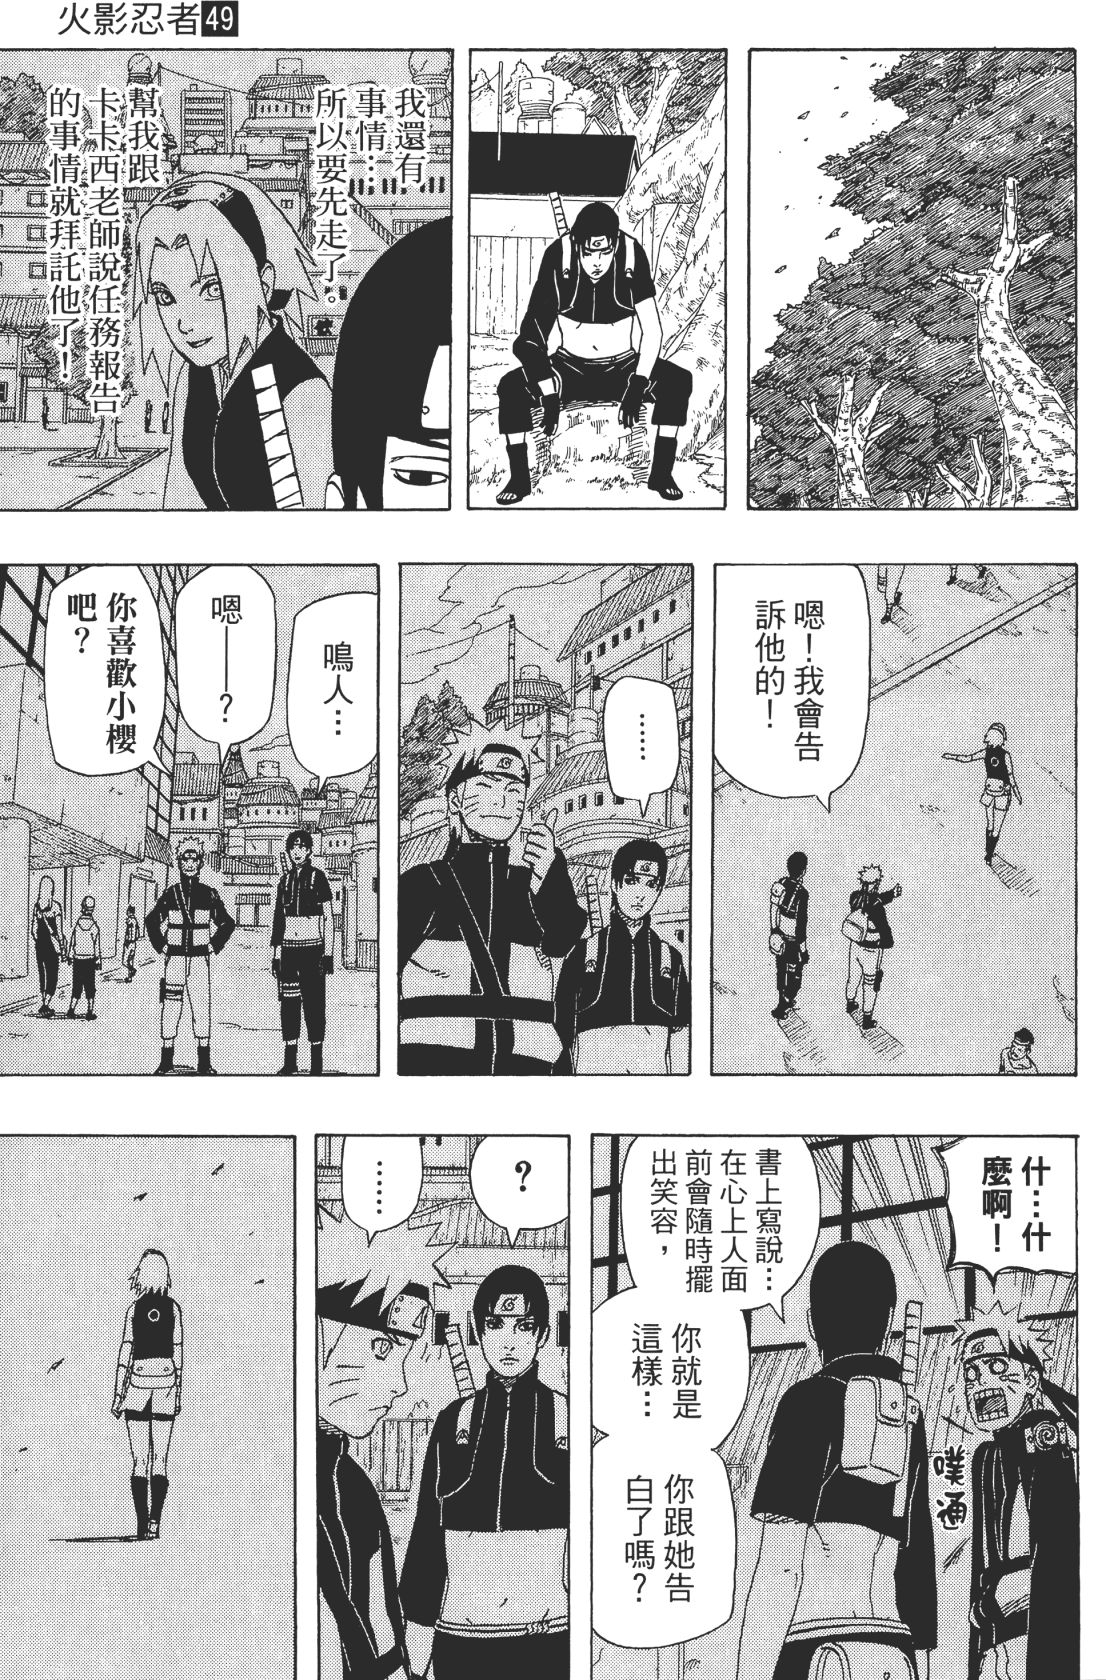 火影忍者49
我還有
事情…
所以要先走了。
幫我跟
卡卡西老師說任務報告
的事情就拜託他了！
嗯！我會告
訴他的！
……
鳴人…
嗯——？
你喜歡小櫻
吧？
什…什
麼啊！
噗通
書上寫說…
在心上人面
前會隨時擺
出笑容，
你就是
這樣…
你跟她告
白了嗎？
？
……